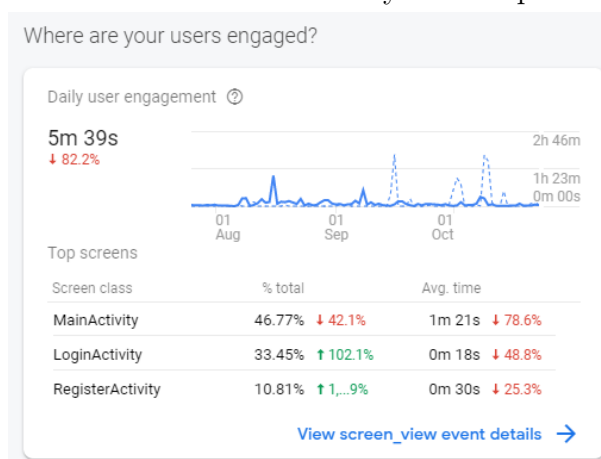 Where are your users engaged?
Daily user engagement
5m 39s
↓ 82.2%
2h 46m
1h 23m
0m 00s
01 Aug
01 Sep
01 Oct
Top screens
Screen class % total Avg. time
MainActivity 46.77% ↓ 42.1% 1m 21s ↓ 78.6%
LoginActivity 33.45% ↑ 102.1% 0m 18s ↓ 48.8%
RegisterActivity 10.81% ↑ 1,...9% 0m 30s ↓ 25.3%
View screen_view event details →